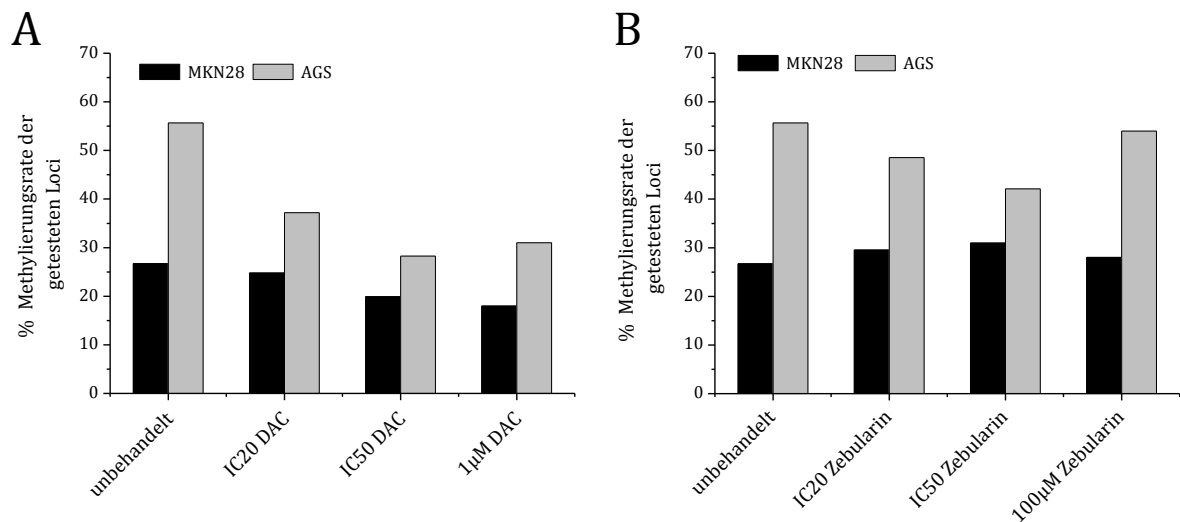 A
% Methylierungsrate der
getesteten Loci
70
60
50
40
30
20
10
0
MKN28
AGS
unbehandelt
IC20 DAC
IC50 DAC
1µM DAC
B
% Methylierungsrate der
getesteten Loci
70
60
50
40
30
20
10
0
MKN28
AGS
unbehandelt
IC20 Zebularin
IC50 Zebularin
100µM Zebularin